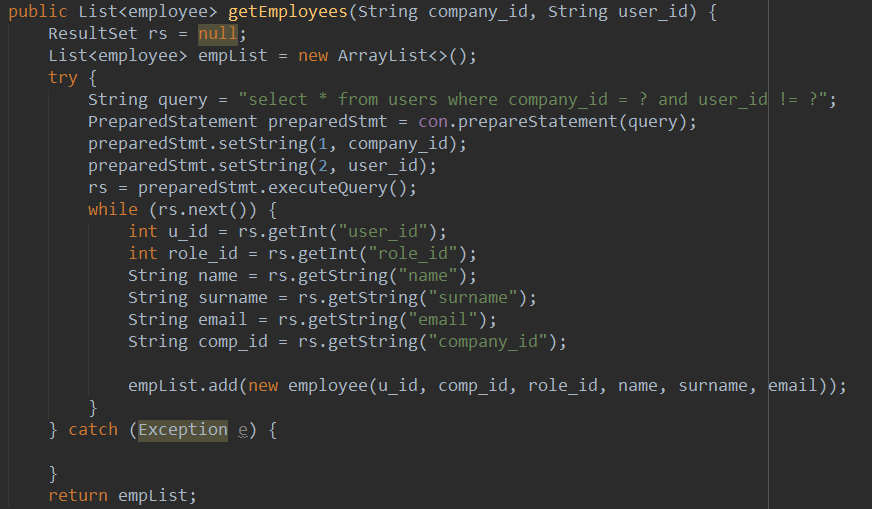 public List<employee> getEmployees(String company_id, String user_id) {
ResultSet rs = null;
List<employee> empList = new ArrayList<>();
try {
String query = "select * from users where company_id = ? and user_id != ?";
PreparedStatement preparedStmt = con.prepareStatement(query);
preparedStmt.setString(1, company_id);
preparedStmt.setString(2, user_id);
rs = preparedStmt.executeQuery();
while (rs.next()) {
int u_id = rs.getInt("user_id");
int role_id = rs.getInt("role_id");
String name = rs.getString("name");
String surname = rs.getString("surname");
String email = rs.getString("email");
String comp_id = rs.getString("company_id");
empList.add(new employee(u_id, comp_id, role_id, name, surname, email));
}
} catch (Exception e) {
}
return empList;